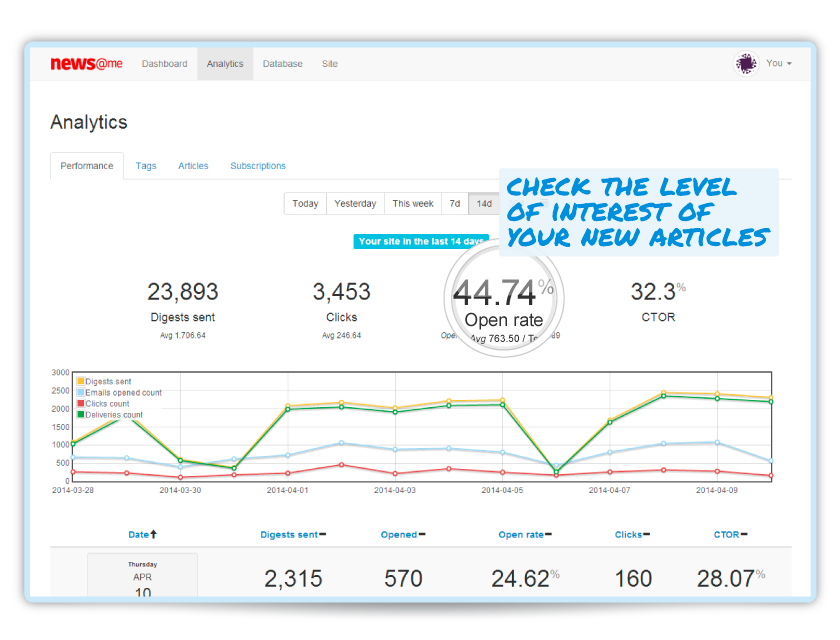 news@me Dashboard Analytics Database Site You
Analytics
Performance Tags Articles Subscriptions
Today Yesterday This week 7d 14d
CHECK THE LEVEL
OF INTEREST OF
YOUR NEW ARTICLES
Your site in the last 14 days
23,893 3,453 44.74% 32.3%
Digests sent Clicks Open rate CTOR
Avg 1,706.64 Avg 246.64 Avg 763.50 /
3000
2500
2000
1500
1000
500
0
Digests sent
Emails opened count
Clicks count
Deliveries count
2014-03-28 2014-03-30 2014-04-01 2014-04-03 2014-04-05 2014-04-07 2014-04-09
Date Digests sent Opened Open rate Clicks CTOR
Thursday
APR
10
2,315 570 24.62% 160 28.07%